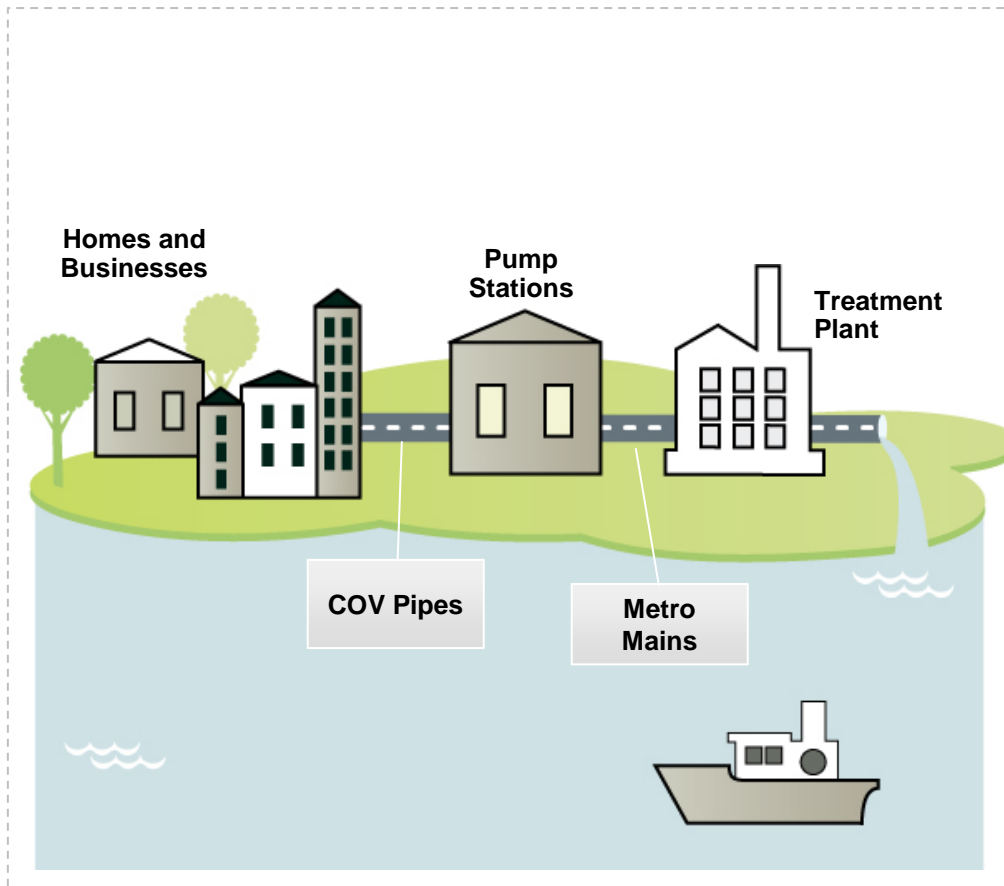 Homes and
Businesses
Pump
Stations
Treatment
Plant
COV Pipes
Metro
Mains